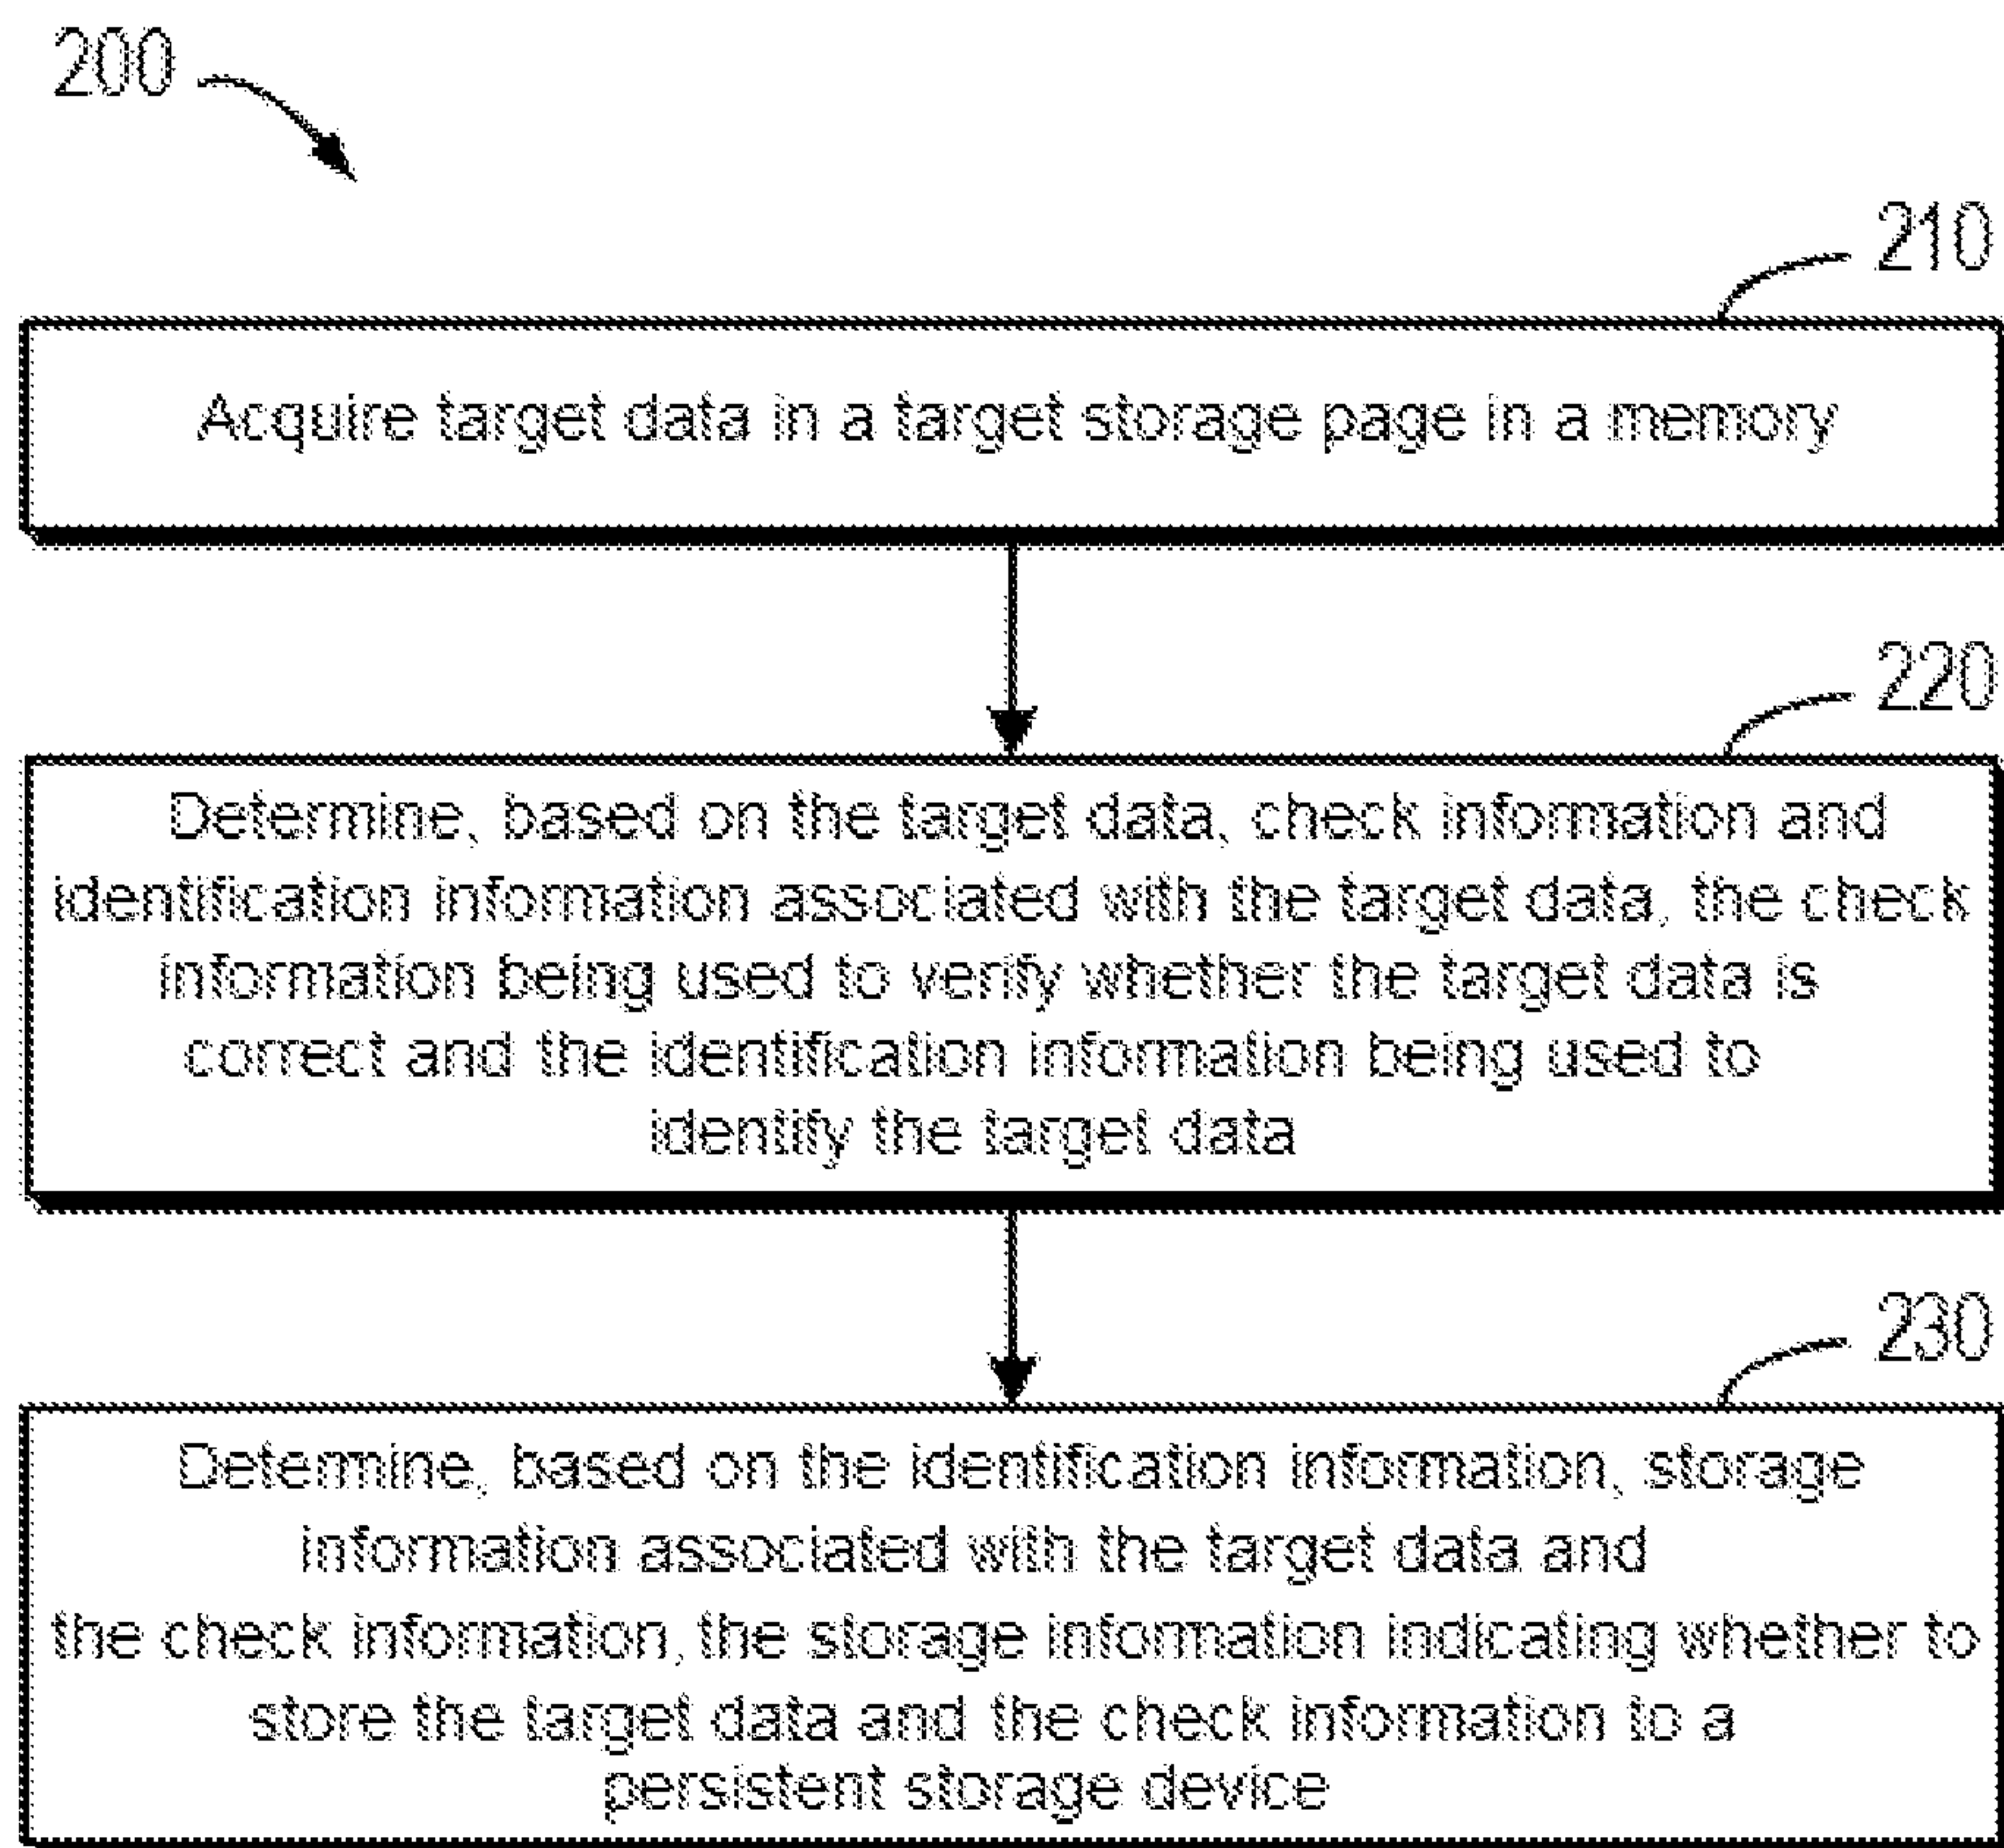 200
210
Acquire target data in a target storage page in a memory
220
Determine, based on the target data, check information and
identification information associated with the target data, the check
information being used to verify whether the target data is
correct and the identification information being used to
identify the target data
230
Determine, based on the identification information, storage
information associated with the target data and
the check information, the storage information indicating whether to
store the target data and the check information to a
persistent storage device